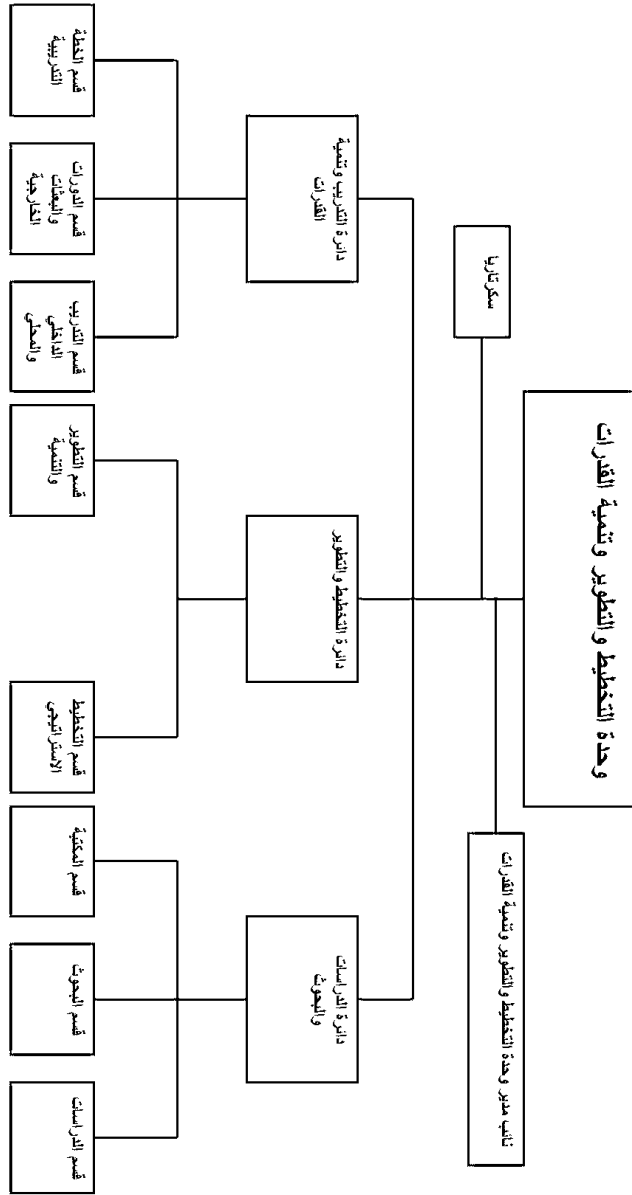 وحدة التخطيط والتطوير وتنمية القدرات
نائب مدير وحدة التخطيط والتطوير وتنمية القدرات
سكرتاريا
دائرة الدراسات
والبحوث
دائرة التخطيط والتطوير
دائرة التدريب وتنمية
القدرات
قسم الدراسات
قسم البحوث
قسم المكتبة
قسم التخطيط
الاستراتيجي
قسم التطوير
والتنمية
قسم التدريب
الداخلي
والمحلي
قسم الدورات
والبعثات
الخارجية
قسم الخطة
التدريبية